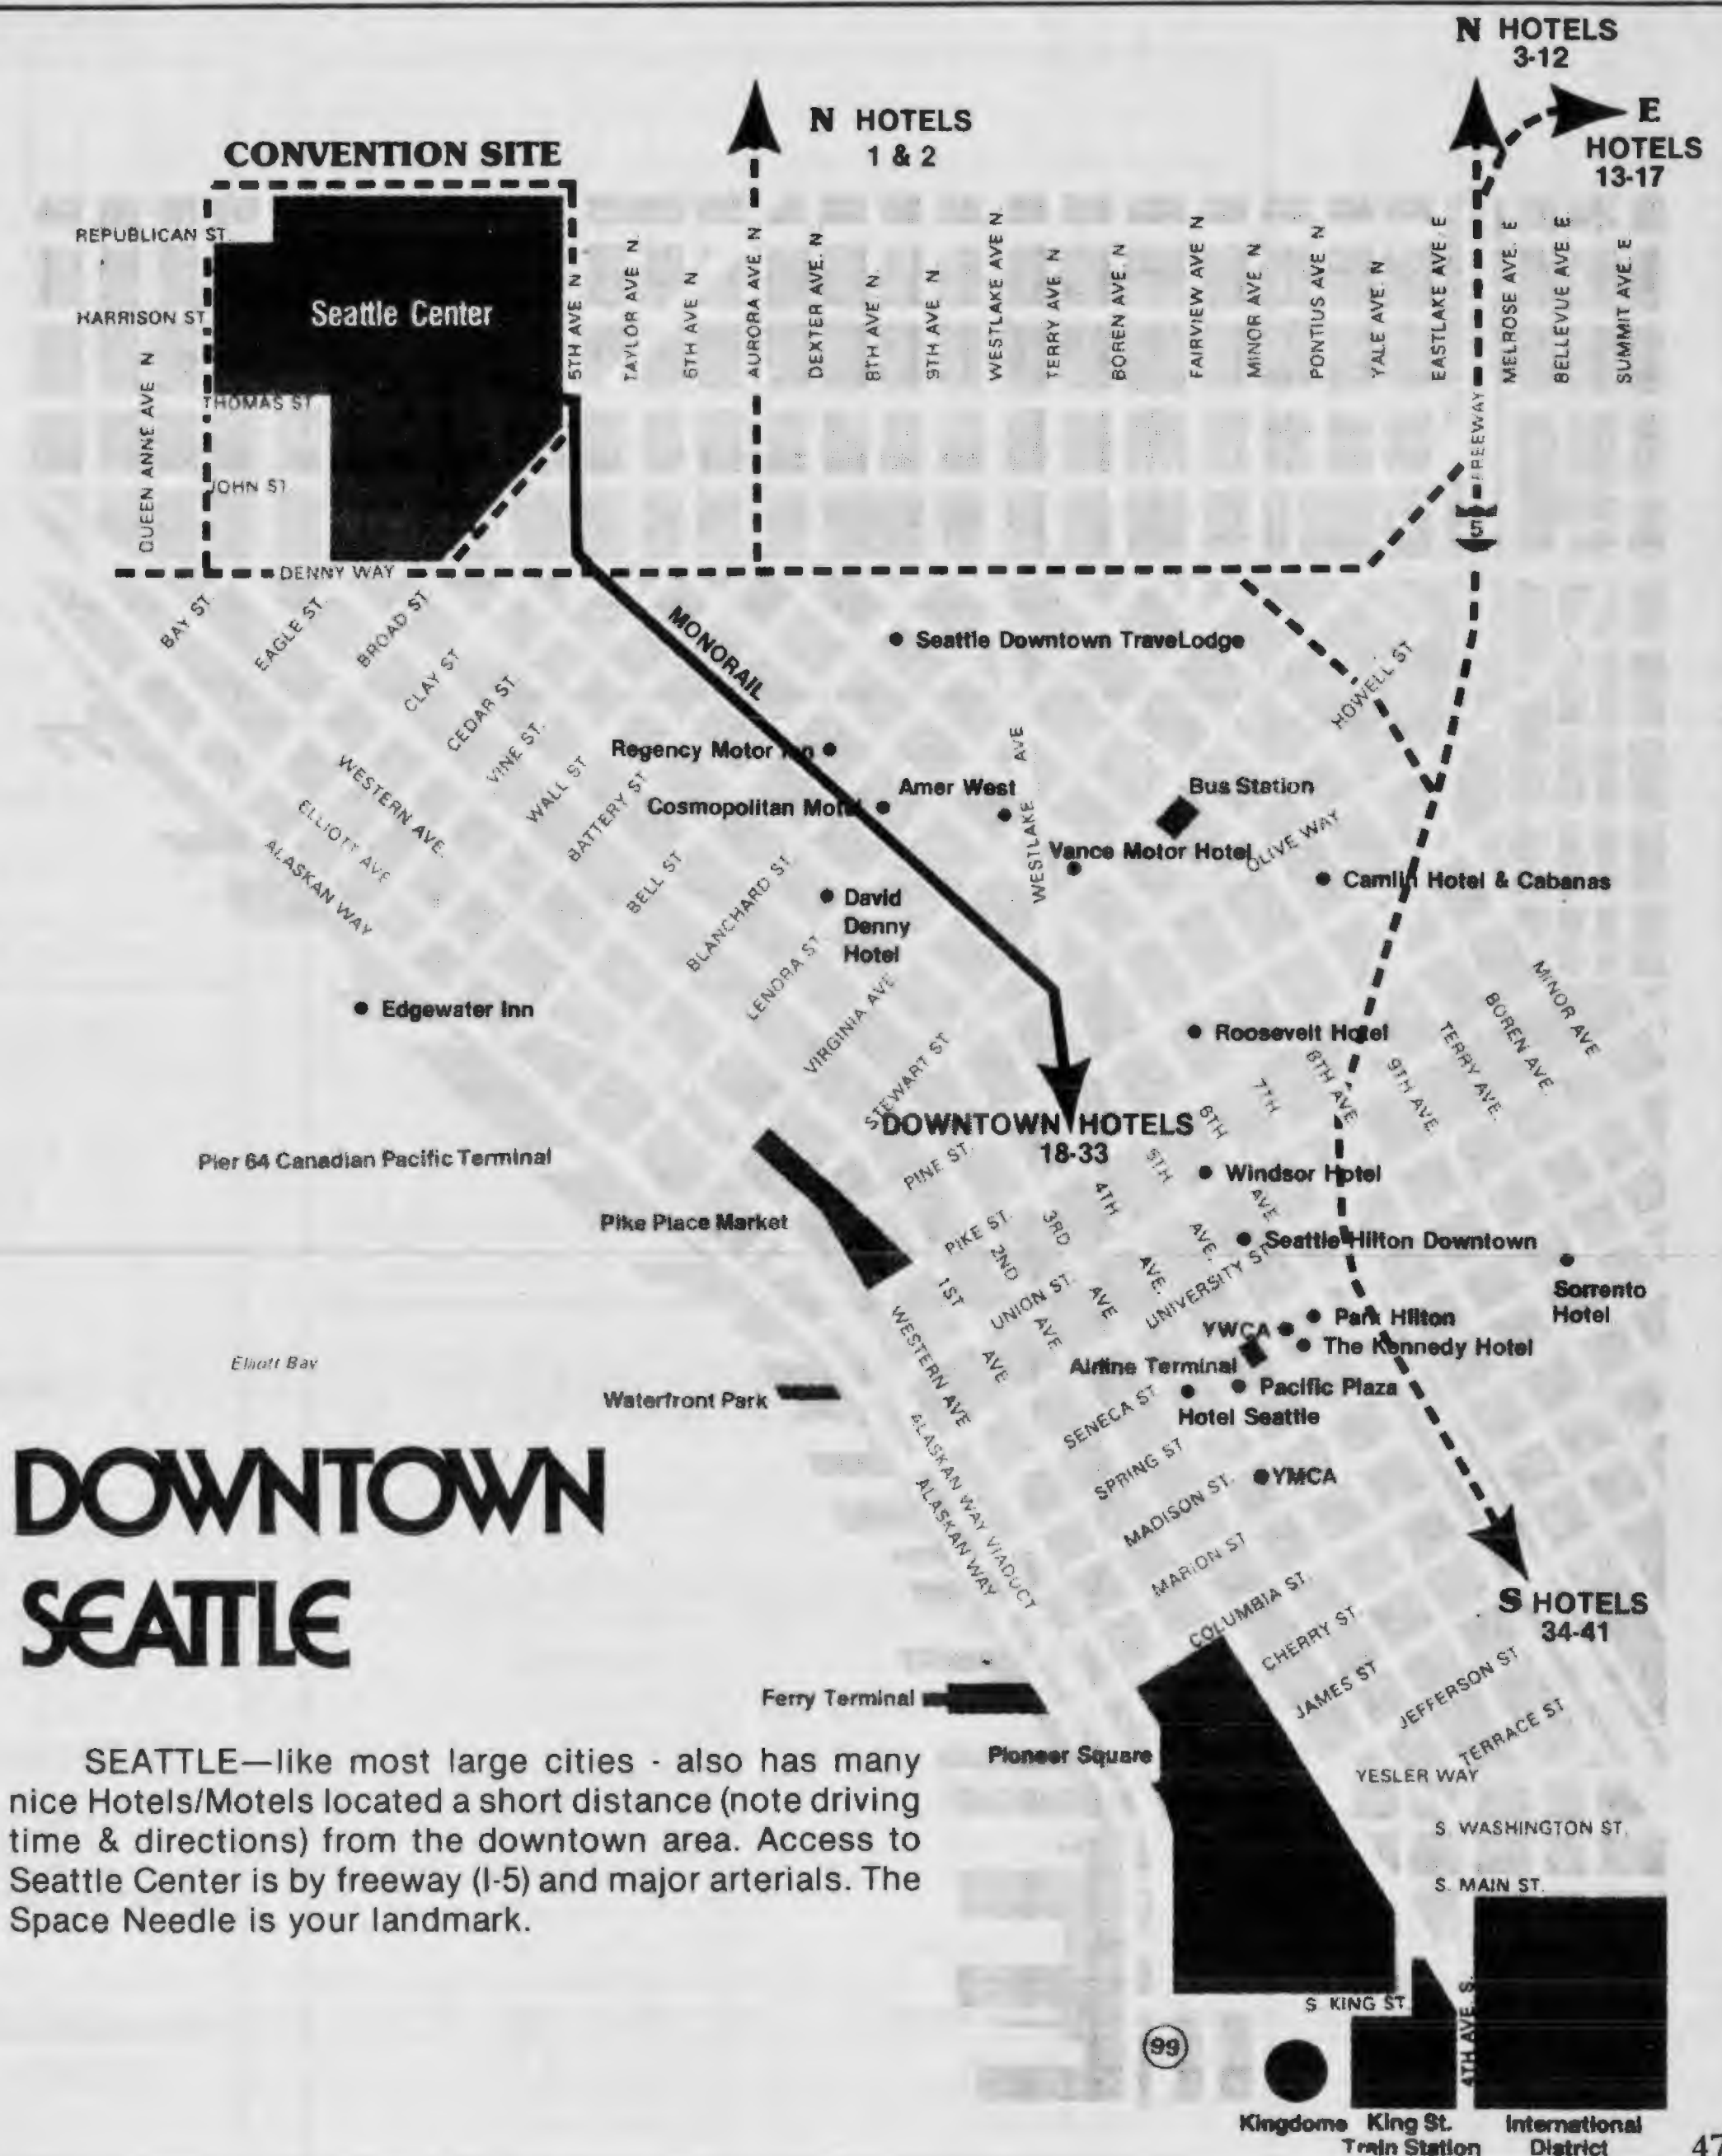 N HOTELS
3-12
E
HOTELS
13-17
N HOTELS
1 & 2
CONVENTION SITE
REPUBLICAN ST.
HARRISON ST.
Seattle Center
THOMAS ST.
JOHN ST.
QUEEN ANNE AVE N
5TH AVE N
TAYLOR AVE N.
6TH AVE N
AURORA AVE N
DEXTER AVE. N.
8TH AVE N.
9TH AVE N
WESTLAKE AVE N.
TERRY AVE N
BOREN AVE. N
FAIRVIEW AVE N
MINOR AVE N
PONTIUS AVE N
YALE AVE. N
EASTLAKE AVE. E
FREEWAY
5
MELROSE AVE. E
BELLEVUE AVE. E.
SUMMIT AVE. E
DENNY WAY
BAY ST.
EAGLE ST.
BROAD ST.
CLAY ST
CEDAR ST.
VINE ST.
WALL ST
BATTERY ST
BELL ST
BLANCHARD ST.
LENORA ST
VIRGINIA AVE
STEWART ST
WESTERN AVE.
ELLIOTT AVE
ALASKAN WAY
MONORAIL
Seattle Downtown TraveLodge
HOWELL ST
Regency Motor Inn
Cosmopolitan Motel
Amer West
WESTLAKE AVE
Bus Station
Vance Motor Hotel
OLIVE WAY
Camlin Hotel & Cabanas
David
Denny
Hotel
Edgewater Inn
Roosevelt Hotel
MINOR AVE
BOREN AVE.
TERRY AVE.
9TH AVE.
8TH AVE
7TH
6TH
AVE
5TH
AVE.
4TH
AVE.
3RD
AVE
2ND
AVE
1ST
AVE
DOWNTOWN HOTELS
18-33
Pier 64 Canadian Pacific Terminal
PINE ST.
Windsor Hotel
Pike Place Market
PIKE ST.
Seattle Hilton Downtown
UNION ST.
UNIVERSITY ST.
Sorrento
Hotel
Park Hilton
YWCA
The Kennedy Hotel
Airline Terminal
Pacific Plaza
Hotel Seattle
Elliott Bay
Waterfront Park
WESTERN AVE
ALASKAN WAY VIADUCT
ALASKAN WAY
SENECA ST.
SPRING ST
YMCA
MADISON ST.
MARION ST
COLUMBIA ST.
CHERRY ST.
JAMES ST
JEFFERSON ST
TERRACE ST
YESLER WAY
S HOTELS
34-41
DOWNTOWN
SEATTLE
Ferry Terminal
Pioneer Square
SEATTLE—like most large cities - also has many
nice Hotels/Motels located a short distance (note driving
time & directions) from the downtown area. Access to
Seattle Center is by freeway (I-5) and major arterials. The
Space Needle is your landmark.
S. WASHINGTON ST.
S. MAIN ST.
S. KING ST.
4TH AVE. S.
99
Kingdome
King St.
Train Station
International
District
47